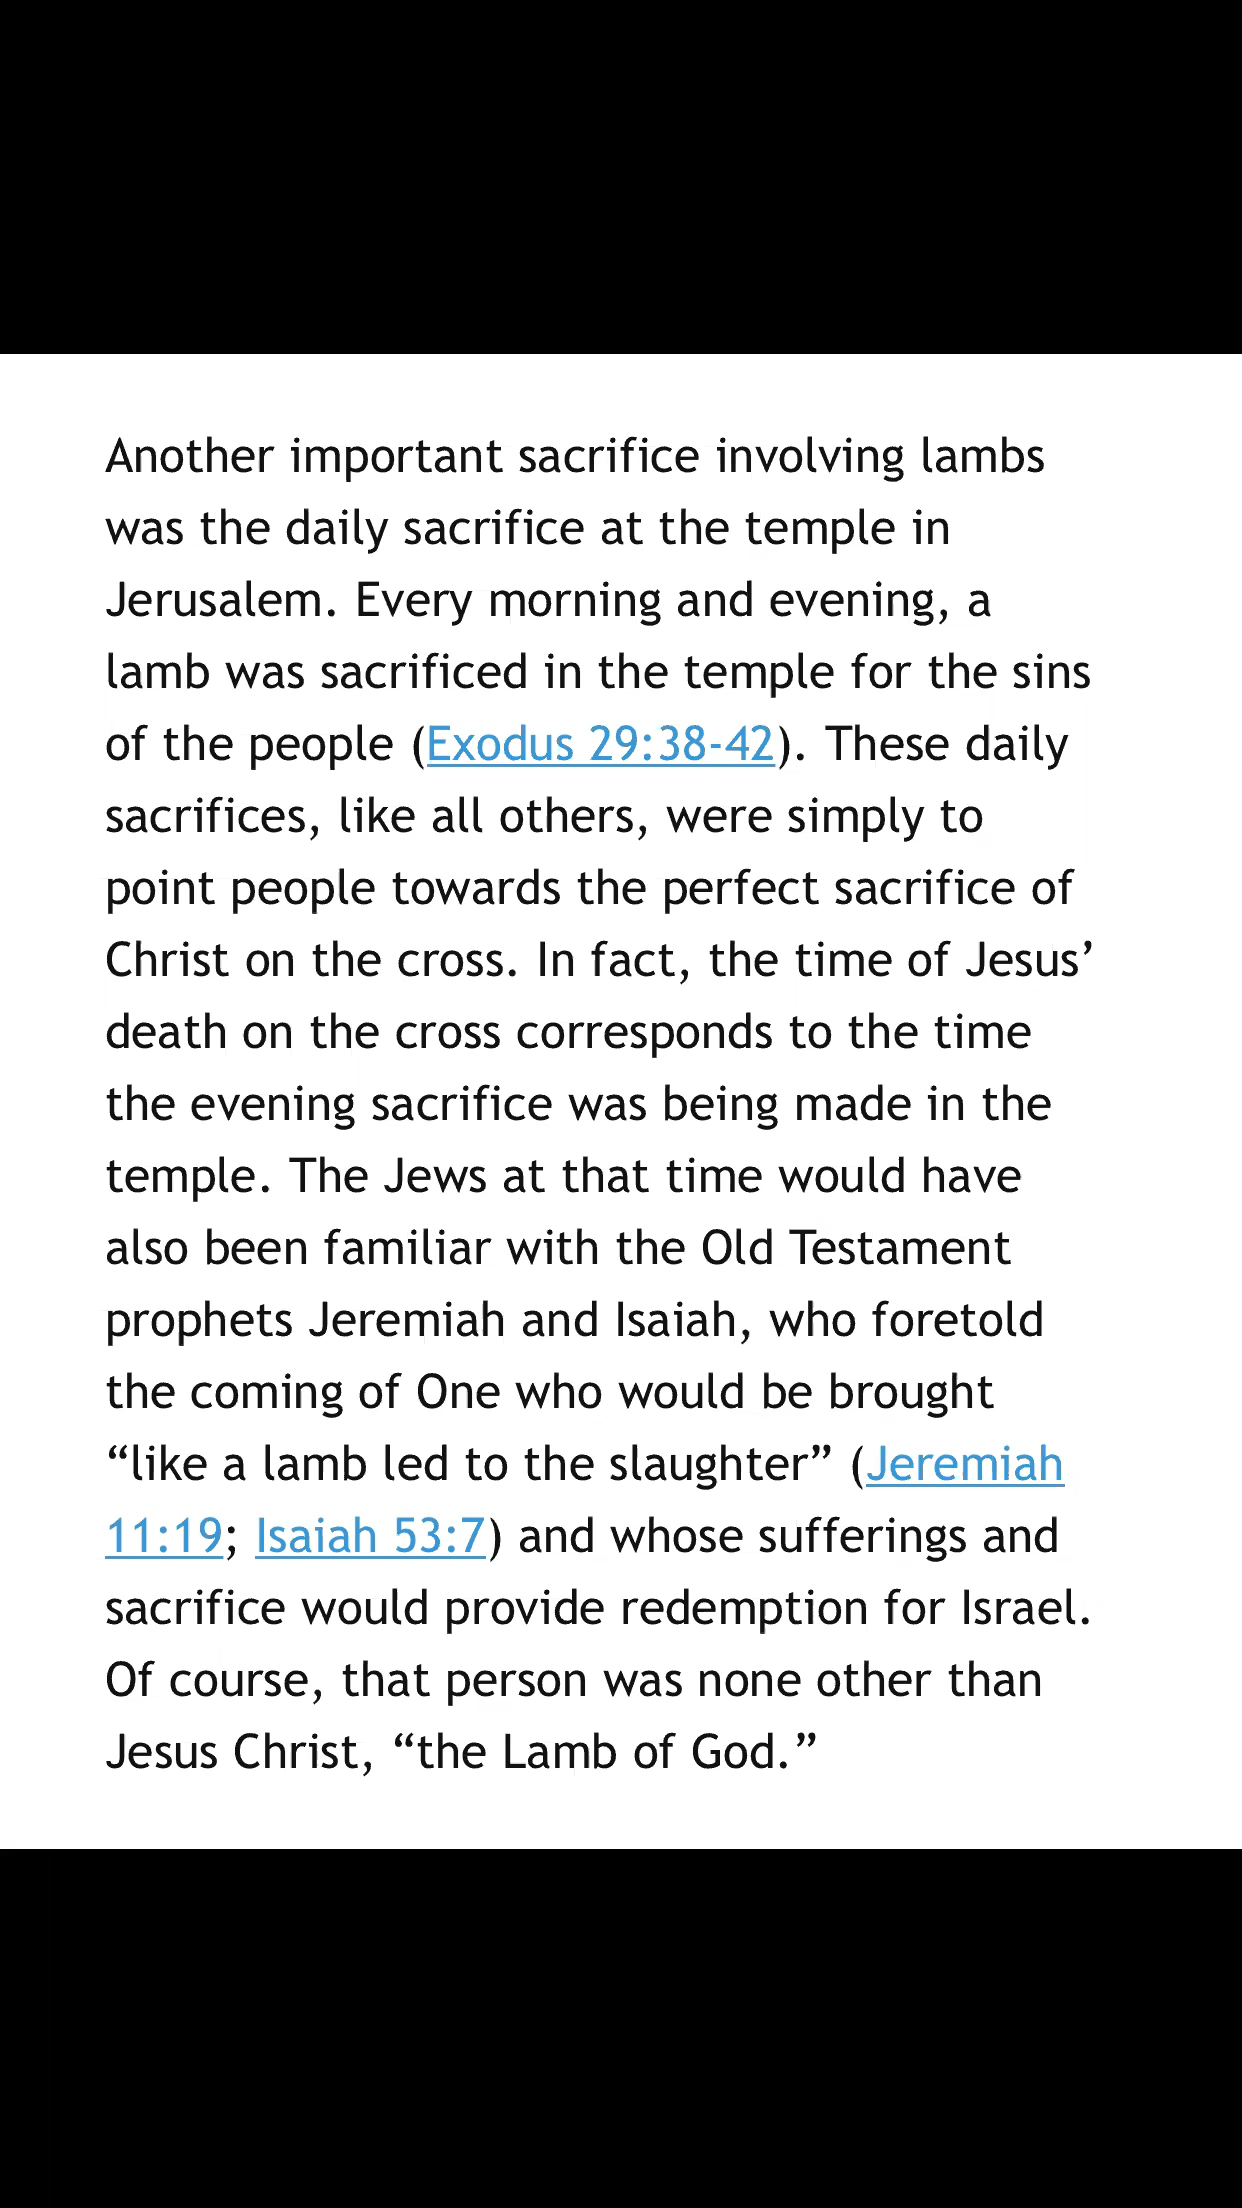 Another important sacrifice involving lambs
was the daily sacrifice at the temple in
Jerusalem. Every morning and evening, a
lamb was sacrificed in the temple for the sins
of the people (Exodus 29:38-42). These daily
sacrifices, like all others, were simply to
point people towards the perfect sacrifice of
Christ on the cross. In fact, the time of Jesus’
death on the cross corresponds to the time
the evening sacrifice was being made in the
temple. The Jews at that time would have
also been familiar with the Old Testament
prophets Jeremiah and Isaiah, who foretold
the coming of One who would be brought
“like a lamb led to the slaughter” (Jeremiah
11:19; Isaiah 53:7) and whose sufferings and
sacrifice would provide redemption for Israel.
Of course, that person was none other than
Jesus Christ, “the Lamb of God.”